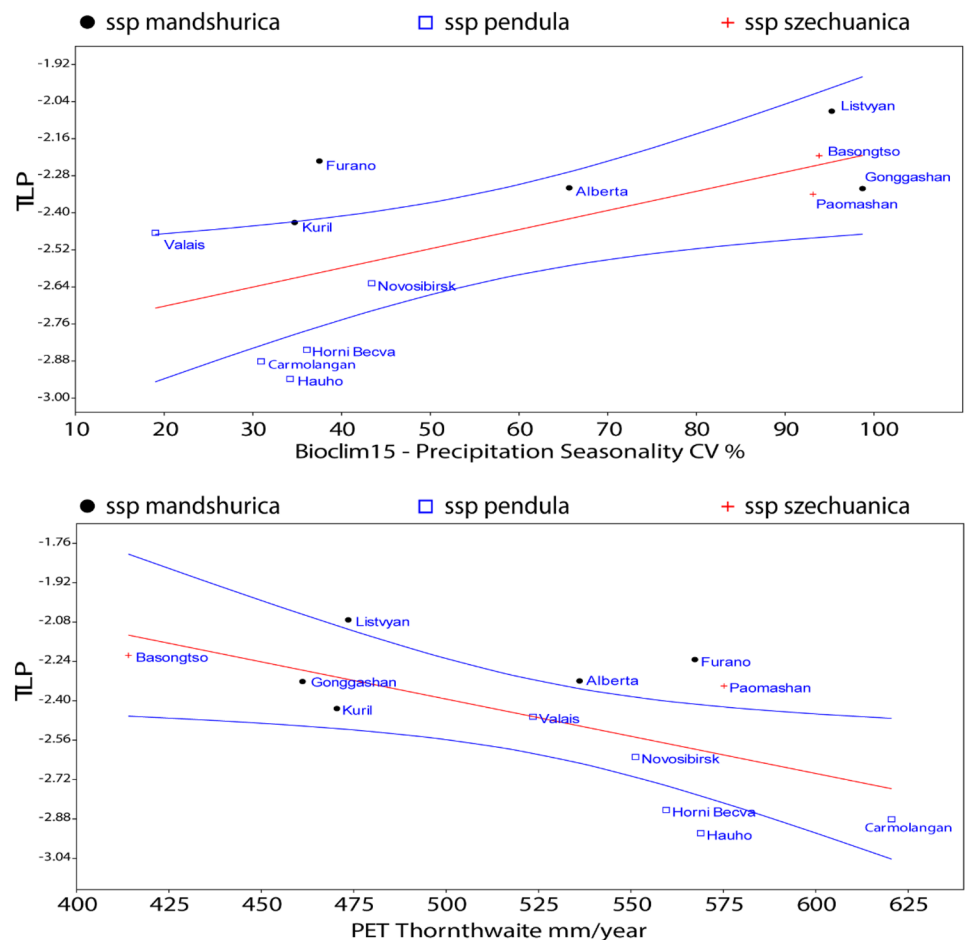 ssp mandshurica ssp pendula ssp szechuanica
-1.92
-2.04
Listvyan
-2.16
Basongtso
Furano
-2.28
Gonggashan
Alberta
Paomashan
TLP
-2.40
Kuril
Valais
-2.52
-2.64
Novosibirsk
-2.76
Horni Becva
-2.88
Carmolangan
Hauho
-3.00
10 20 30 40 50 60 70 80 90 100
Bioclim15 - Precipitation Seasonality CV %
ssp mandshurica ssp pendula ssp szechuanica
-1.76
-1.92
-2.08
Listvyan
-2.24
Basongtso
Furano
Gonggashan
Alberta
Paomashan
TLP
-2.40
Kuril
Valais
-2.56
Novosibirsk
-2.72
Horni Becva
-2.88
Carmolangan
Hauho
-3.04
400 425 450 475 500 525 550 575 600 625
PET Thornthwaite mm/year